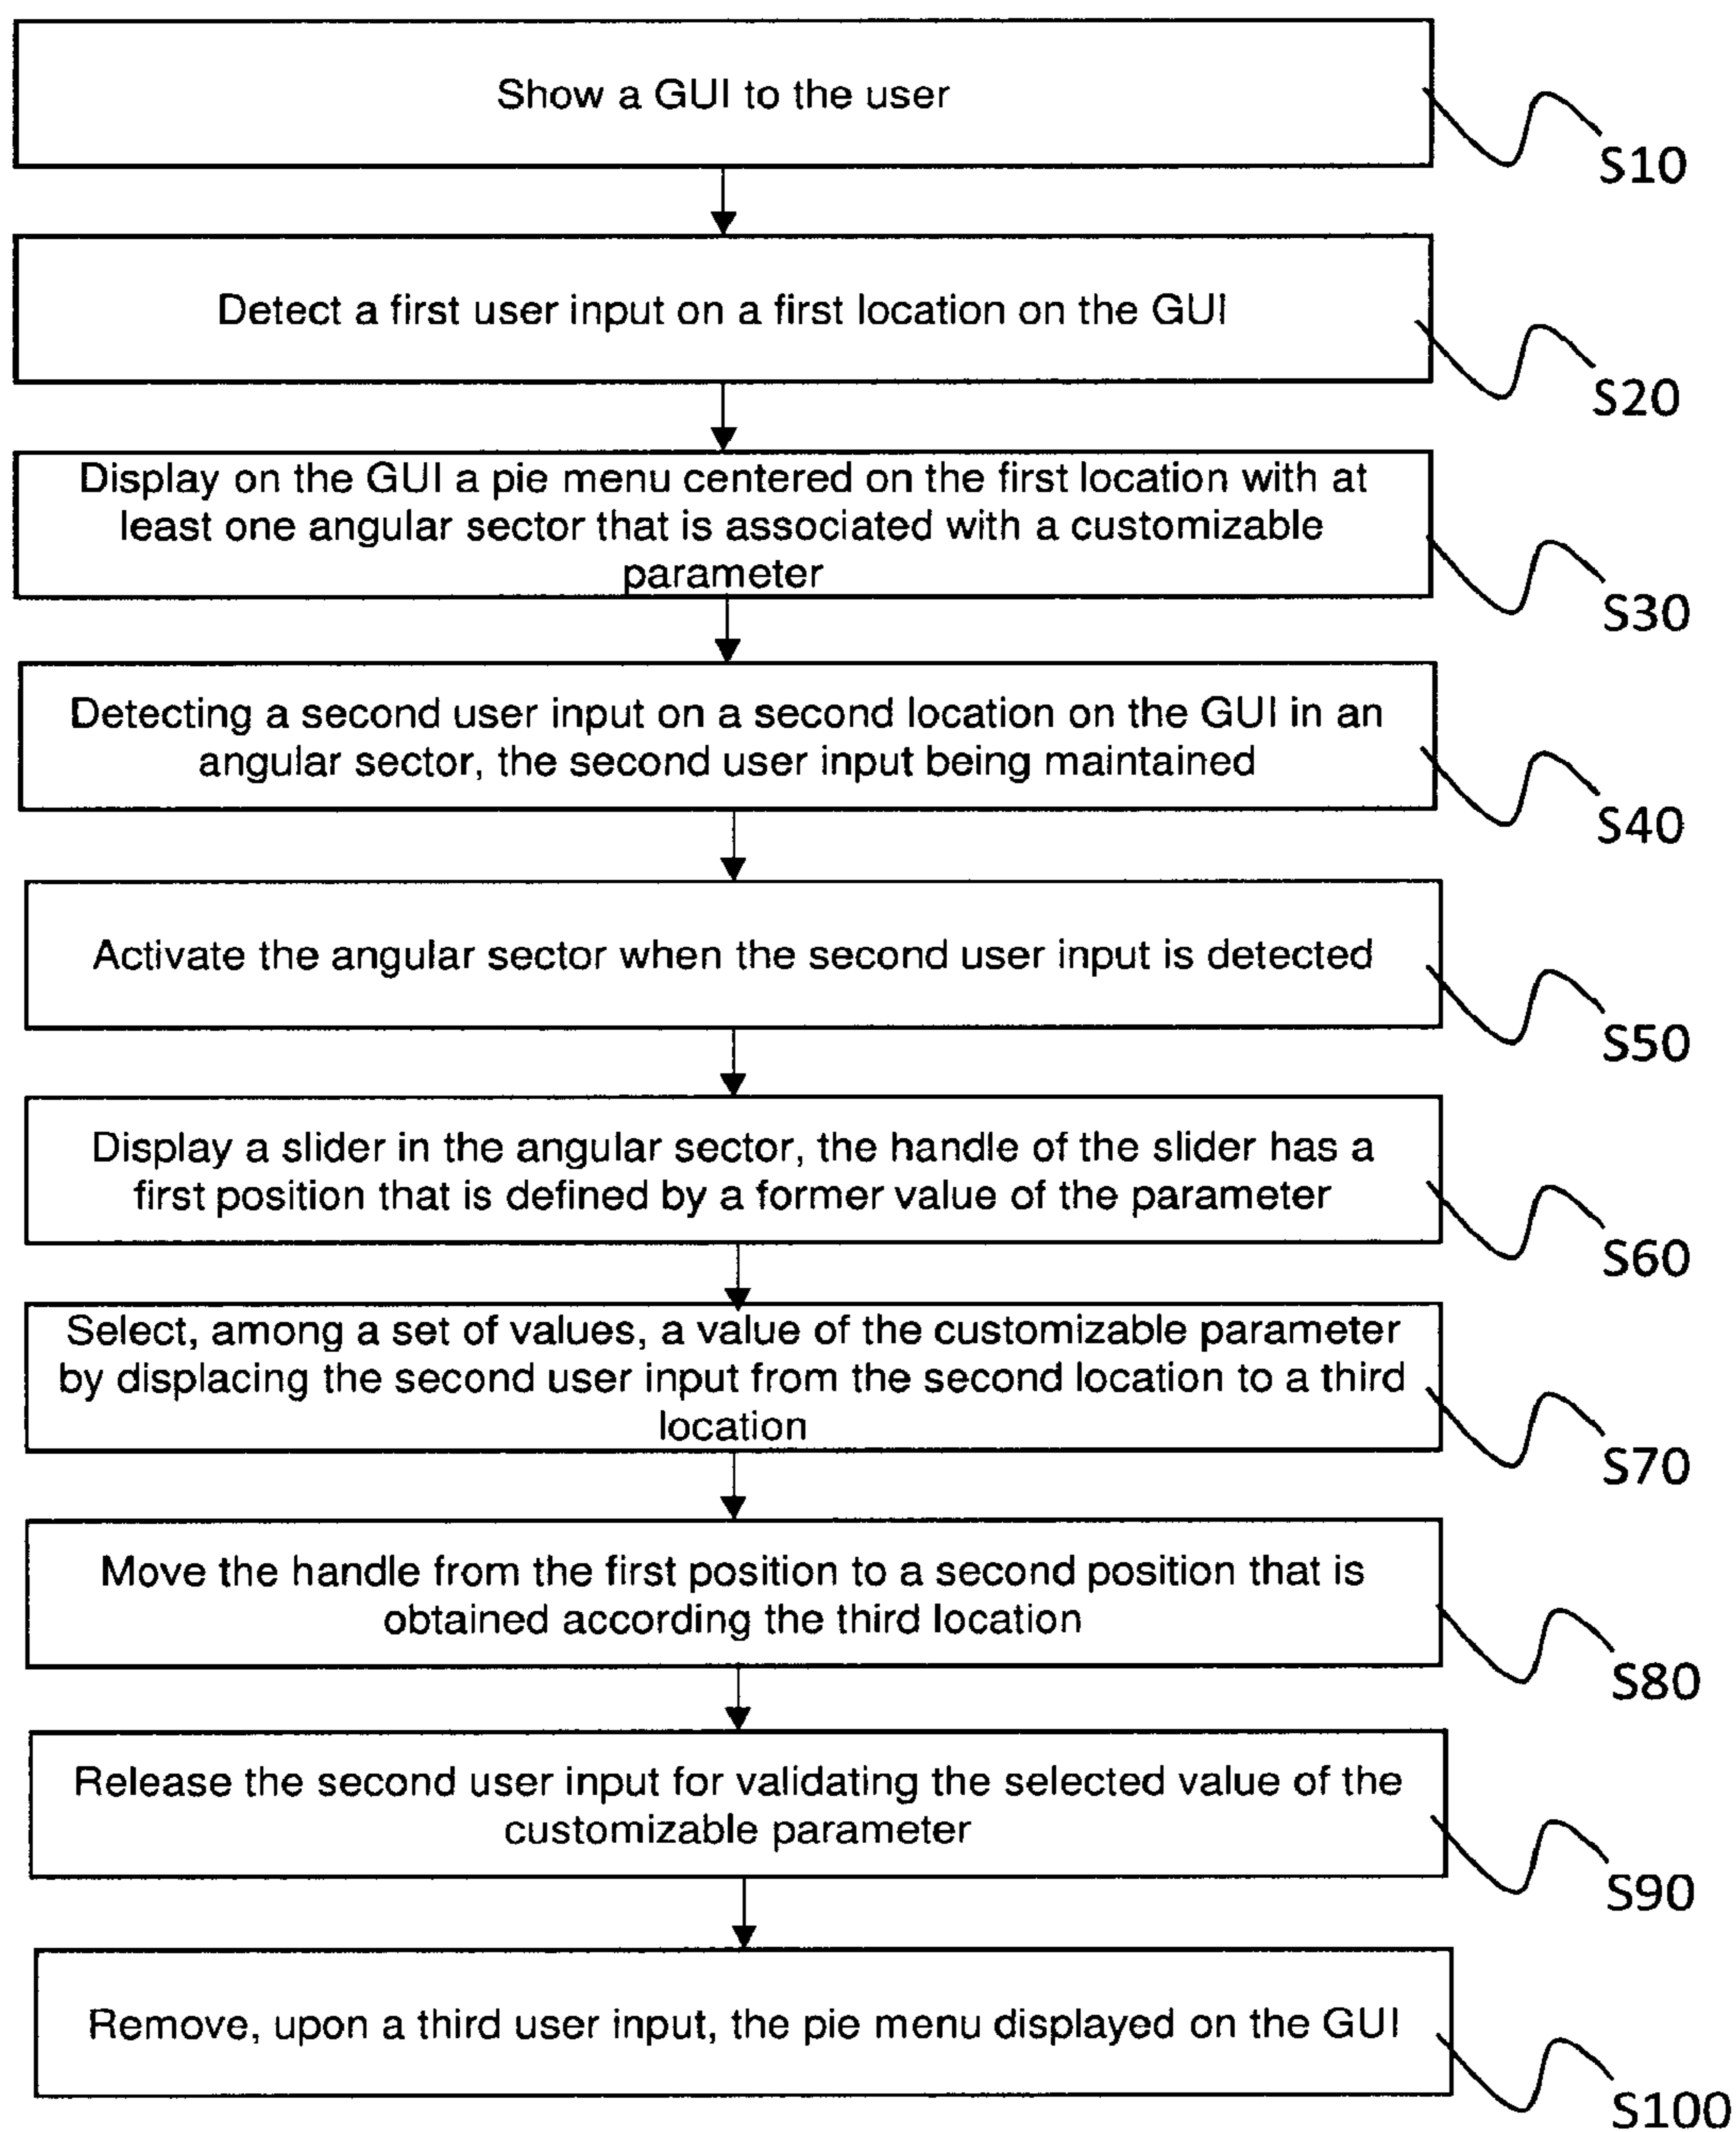 Show a GUI to the user
S10
Detect a first user input on a first location on the GUI
S20
Display on the GUI a pie menu centered on the first location with at
least one angular sector that is associated with a customizable
parameter
S30
Detecting a second user input on a second location on the GUI in an
angular sector, the second user input being maintained
S40
Activate the angular sector when the second user input is detected
S50
Display a slider in the angular sector, the handle of the slider has a
first position that is defined by a former value of the parameter
S60
Select, among a set of values, a value of the customizable parameter
by displacing the second user input from the second location to a third
location
S70
Move the handle from the first position to a second position that is
obtained according the third location
S80
Release the second user input for validating the selected value of the
customizable parameter
S90
Remove, upon a third user input, the pie menu displayed on the GUI
S100